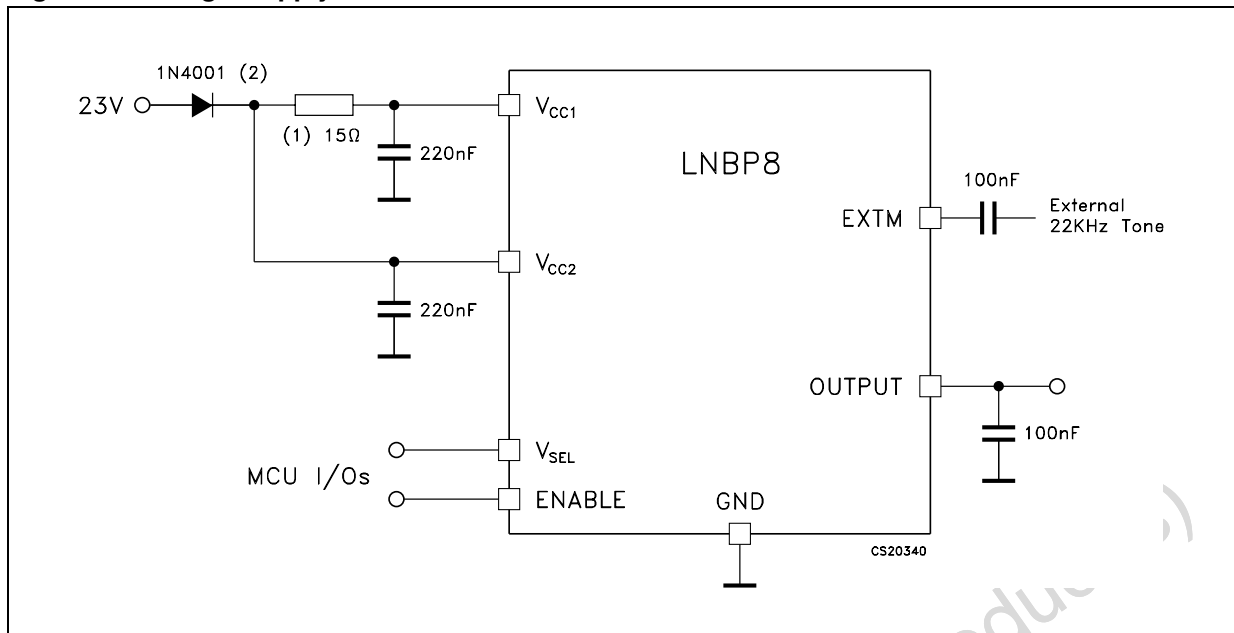 1N4001 (2)
23V
(1) 15Ω
V_CC1
220nF
LNBP8
100nF
EXTM
External
22KHz Tone
V_CC2
220nF
OUTPUT
100nF
V_SEL
MCU I/Os
ENABLE
GND
CS20340